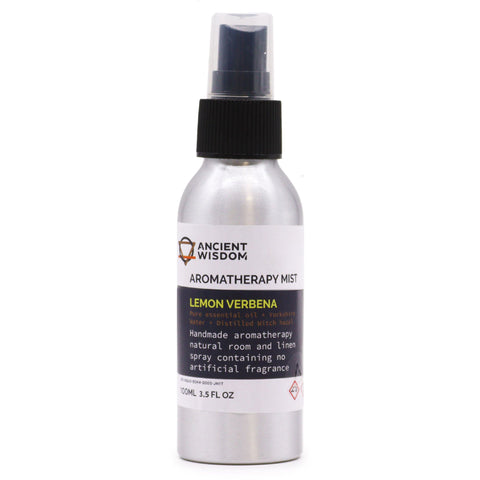 ANCIENT
WISDOM
AROMATHERAPY MIST
LEMON VERBENA
Pure essential oil + Yorkshire
Water + Distilled Witch hazel
Handmade aromatherapy
natural room and linen
spray containing no
artificial fragrance
100ML 3.5 FL OZ